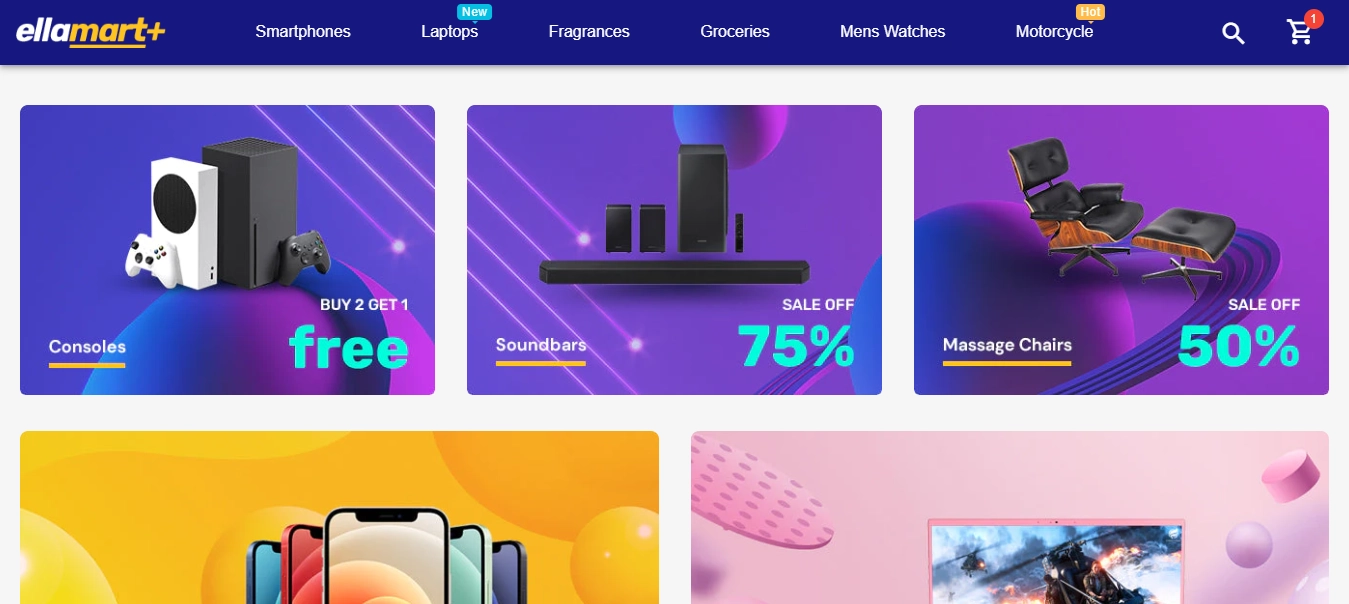 New
Hot
1
ellamart+
Smartphones
Laptops
Fragrances
Groceries
Mens Watches
Motorcycle
BUY 2 GET 1
free
Consoles
SALE OFF
75%
Soundbars
SALE OFF
50%
Massage Chairs